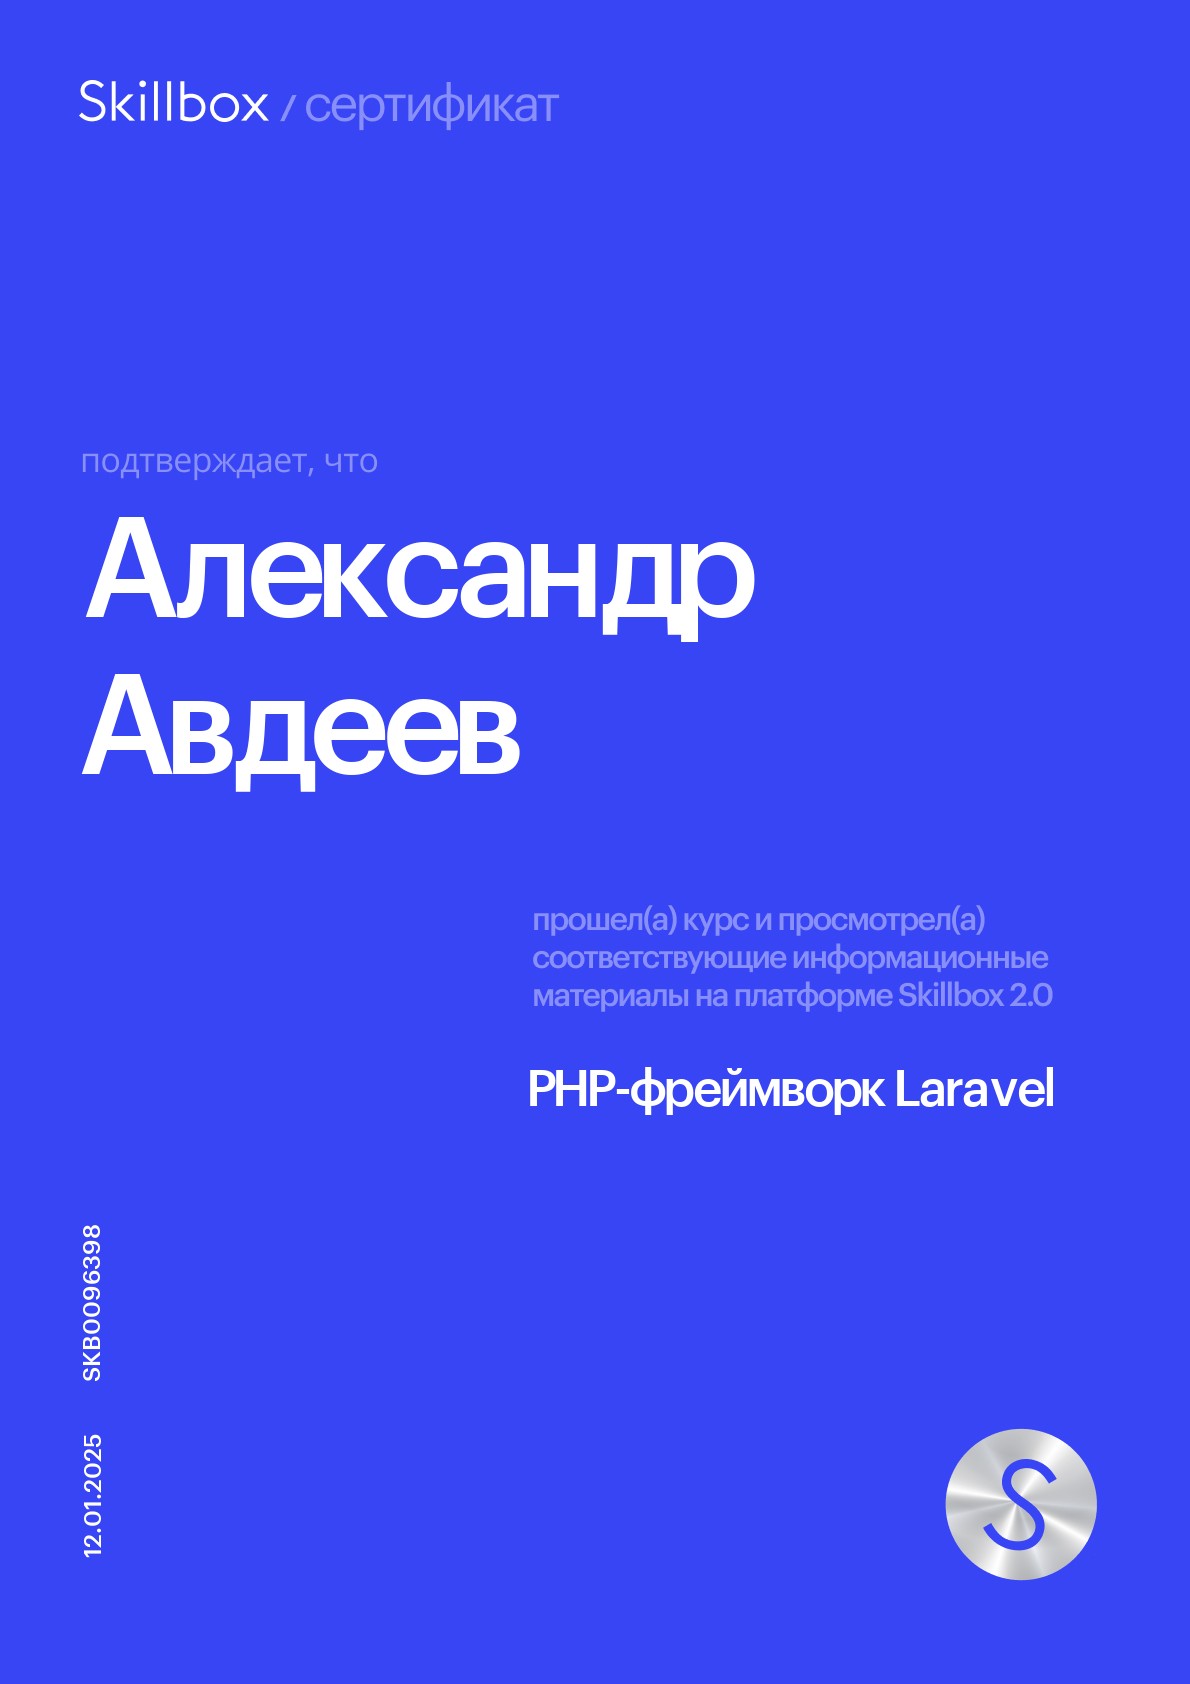 Skillbox / сертификат
подтверждает, что
Александр
Авдеев
прошел(а) курс и просмотрел(а)
соответствующие информационные
материалы на платформе Skillbox 2.0
PHP-фреймворк Laravel
SKB0096398
12.01.2025
S